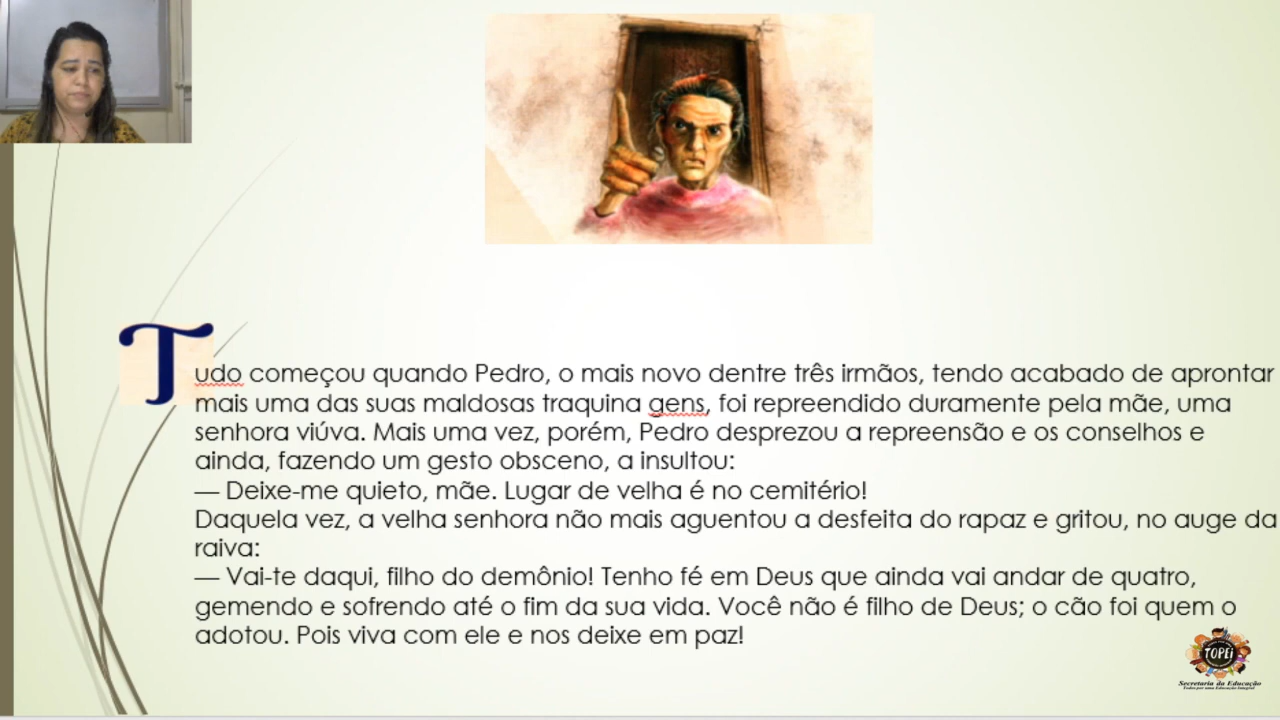 Tudo começou quando Pedro, o mais novo dentre três irmãos, tendo acabado de aprontar
mais uma das suas maldosas traquina gens, foi repreendido duramente pela mãe, uma
senhora viúva. Mais uma vez, porém, Pedro desprezou a repreensão e os conselhos e
ainda, fazendo um gesto obsceno, a insultou:
— Deixe-me quieto, mãe. Lugar de velha é no cemitério!
Daquela vez, a velha senhora não mais aguentou a desfeita do rapaz e gritou, no auge da
raiva:
— Vai-te daqui, filho do demônio! Tenho fé em Deus que ainda vai andar de quatro,
gemendo e sofrendo até o fim da sua vida. Você não é filho de Deus; o cão foi quem o
adotou. Pois viva com ele e nos deixe em paz!
TOPEi
Secretaria da Educação
Todos por uma Educação Integral